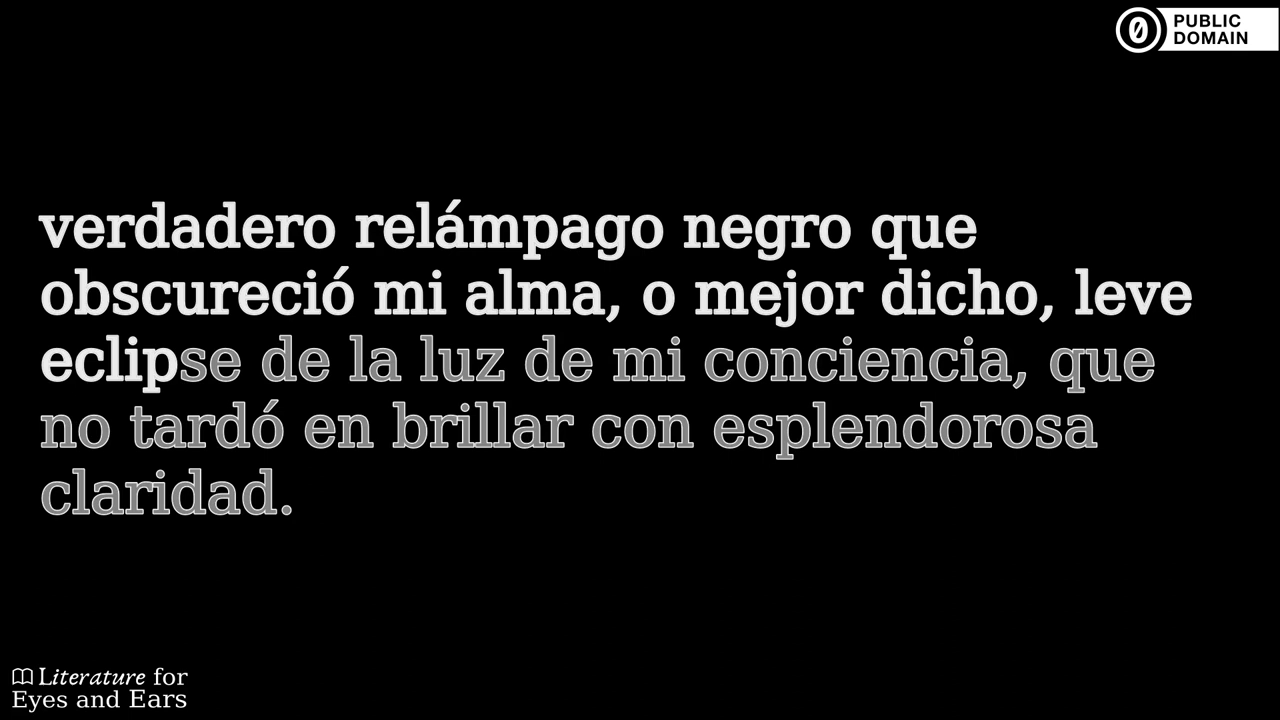 PUBLIC
DOMAIN
verdadero relámpago negro que
obscureció mi alma, o mejor dicho, leve
eclipse de la luz de mi conciencia, que
no tardó en brillar con esplendorosa
claridad.
Literature for
Eyes and Ears